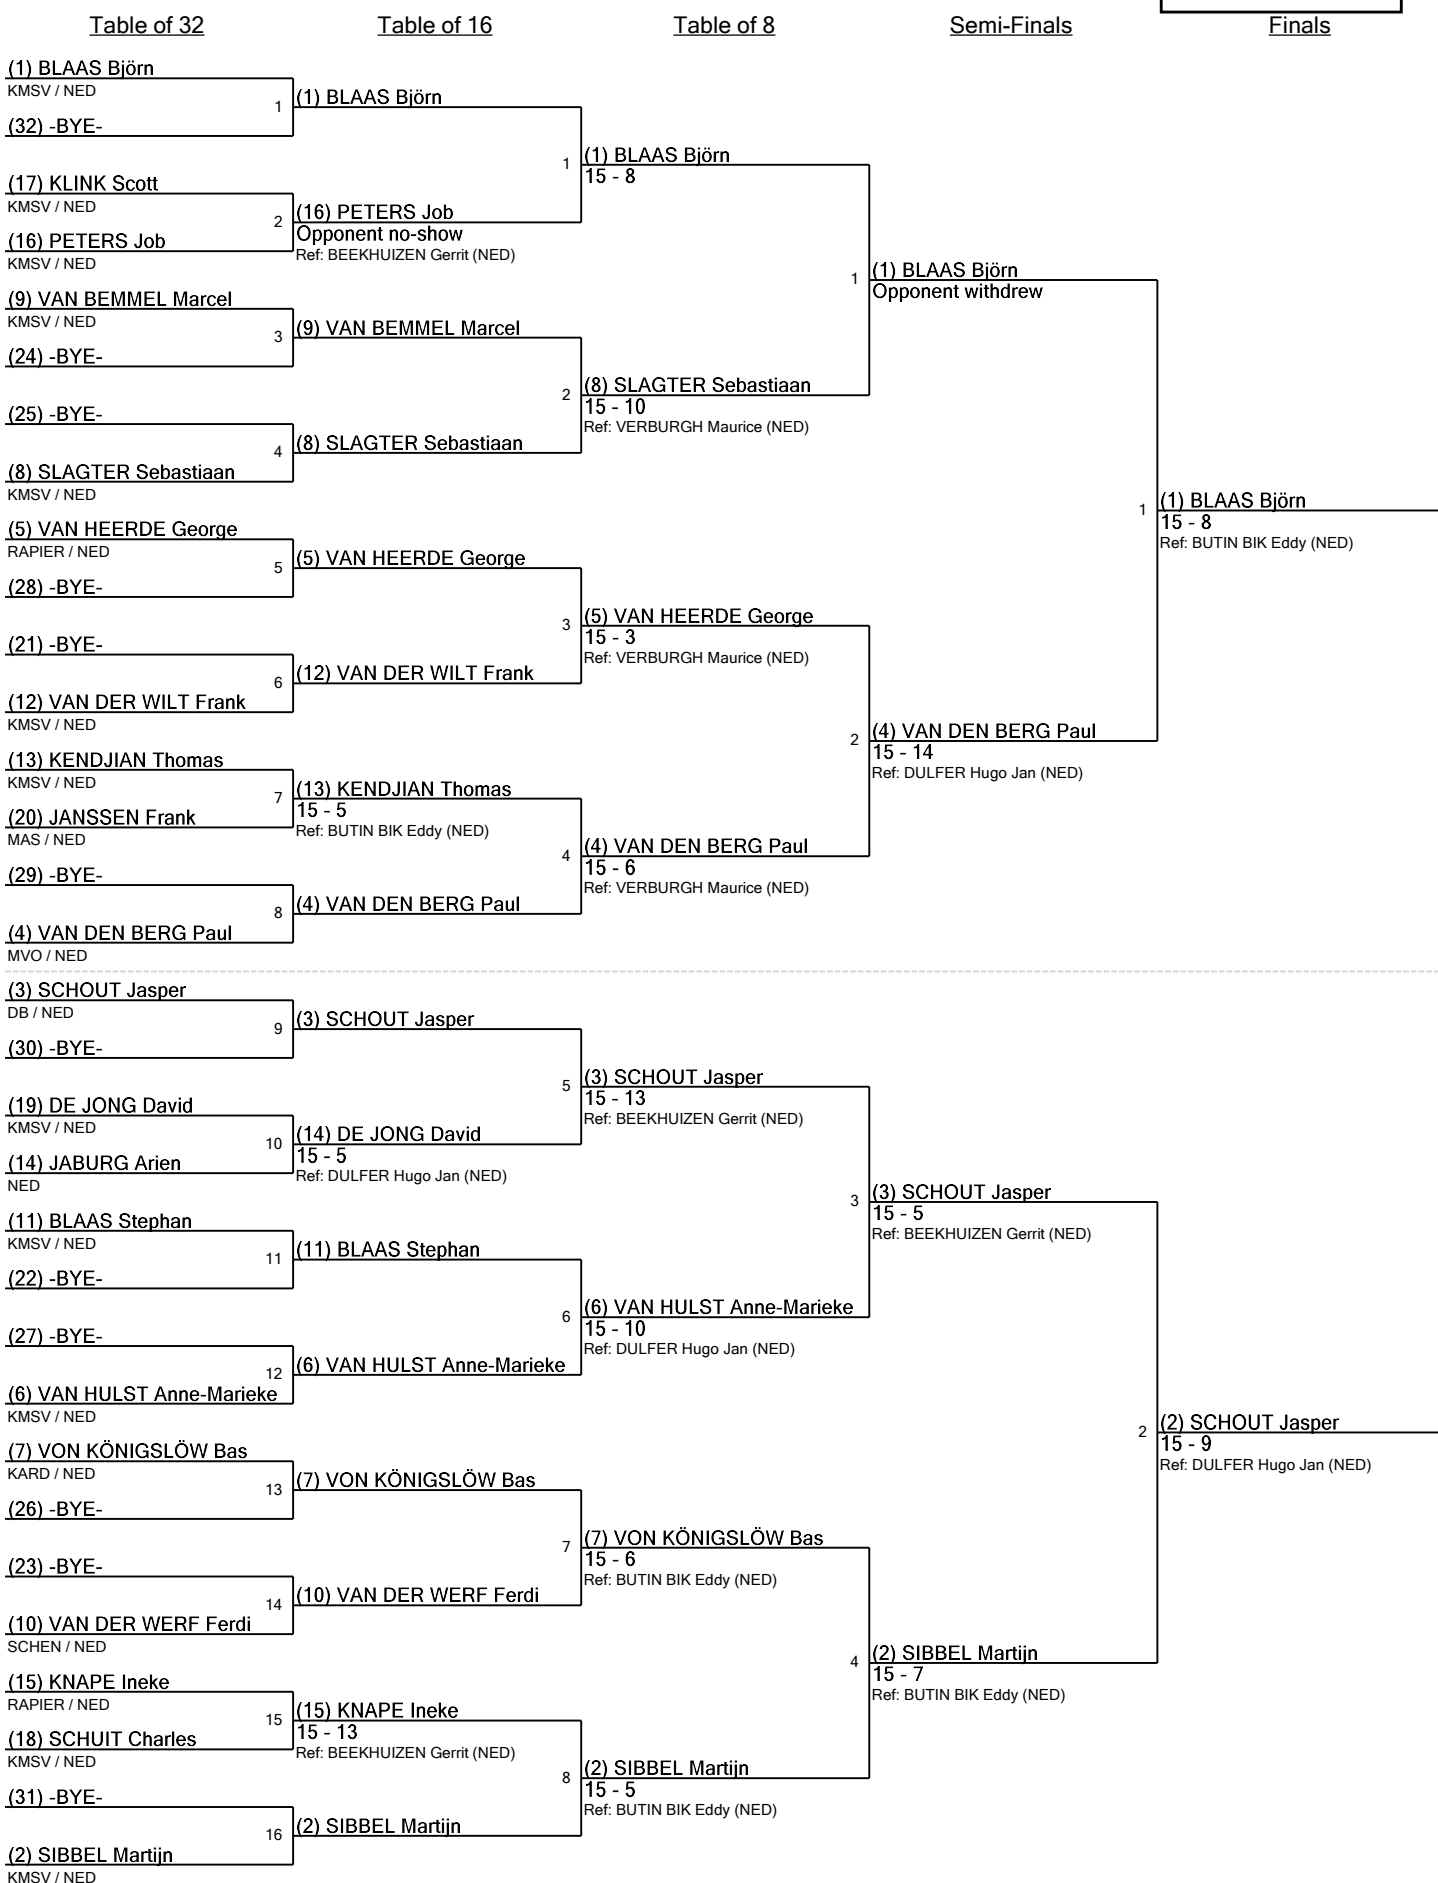 Table of 32
Table of 16
Table of 8
Semi-Finals
Finals
(1) BLAAS Björn
KMSV / NED
1
(32) -BYE-
(17) KLINK Scott
KMSV / NED
2
(16) PETERS Job
KMSV / NED
(9) VAN BEMMEL Marcel
KMSV / NED
3
(24) -BYE-
(25) -BYE-
4
(8) SLAGTER Sebastiaan
KMSV / NED
(5) VAN HEERDE George
RAPIER / NED
5
(28) -BYE-
(21) -BYE-
6
(12) VAN DER WILT Frank
KMSV / NED
(13) KENDJIAN Thomas
KMSV / NED
7
(20) JANSSEN Frank
MAS / NED
(29) -BYE-
8
(4) VAN DEN BERG Paul
MVO / NED
(3) SCHOUT Jasper
DB / NED
9
(30) -BYE-
(19) DE JONG David
KMSV / NED
10
(14) JABURG Arien
NED
(11) BLAAS Stephan
KMSV / NED
11
(22) -BYE-
(27) -BYE-
12
(6) VAN HULST Anne-Marieke
KMSV / NED
(7) VON KÖNIGSLÖW Bas
KARD / NED
13
(26) -BYE-
(23) -BYE-
14
(10) VAN DER WERF Ferdi
SCHEN / NED
(15) KNAPE Ineke
RAPIER / NED
15
(18) SCHUIT Charles
KMSV / NED
(31) -BYE-
16
(2) SIBBEL Martijn
KMSV / NED
(1) BLAAS Björn
1
(16) PETERS Job
Opponent no-show
Ref: BEEKHUIZEN Gerrit (NED)
(9) VAN BEMMEL Marcel
2
(8) SLAGTER Sebastiaan
(5) VAN HEERDE George
3
(12) VAN DER WILT Frank
(13) KENDJIAN Thomas
15 - 5
Ref: BUTIN BIK Eddy (NED)
4
(4) VAN DEN BERG Paul
(3) SCHOUT Jasper
5
(14) DE JONG David
15 - 5
Ref: DULFER Hugo Jan (NED)
(11) BLAAS Stephan
6
(6) VAN HULST Anne-Marieke
(7) VON KÖNIGSLÖW Bas
7
(10) VAN DER WERF Ferdi
(15) KNAPE Ineke
15 - 13
Ref: BEEKHUIZEN Gerrit (NED)
8
(2) SIBBEL Martijn
(1) BLAAS Björn
15 - 8
1
(8) SLAGTER Sebastiaan
15 - 10
Ref: VERBURGH Maurice (NED)
(5) VAN HEERDE George
15 - 3
Ref: VERBURGH Maurice (NED)
2
(4) VAN DEN BERG Paul
15 - 6
Ref: VERBURGH Maurice (NED)
(3) SCHOUT Jasper
15 - 13
Ref: BEEKHUIZEN Gerrit (NED)
3
(6) VAN HULST Anne-Marieke
15 - 10
Ref: DULFER Hugo Jan (NED)
(7) VON KÖNIGSLÖW Bas
15 - 6
Ref: BUTIN BIK Eddy (NED)
4
(2) SIBBEL Martijn
15 - 5
Ref: BUTIN BIK Eddy (NED)
(1) BLAAS Björn
Opponent withdrew
1
(4) VAN DEN BERG Paul
15 - 14
Ref: DULFER Hugo Jan (NED)
(3) SCHOUT Jasper
15 - 5
Ref: BEEKHUIZEN Gerrit (NED)
2
(2) SIBBEL Martijn
15 - 7
Ref: BUTIN BIK Eddy (NED)
(1) BLAAS Björn
15 - 8
Ref: BUTIN BIK Eddy (NED)
(2) SCHOUT Jasper
15 - 9
Ref: DULFER Hugo Jan (NED)